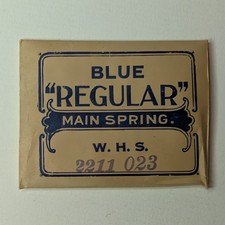 BLUE
"REGULAR"
MAIN SPRING.
W. H. S.
2211 023